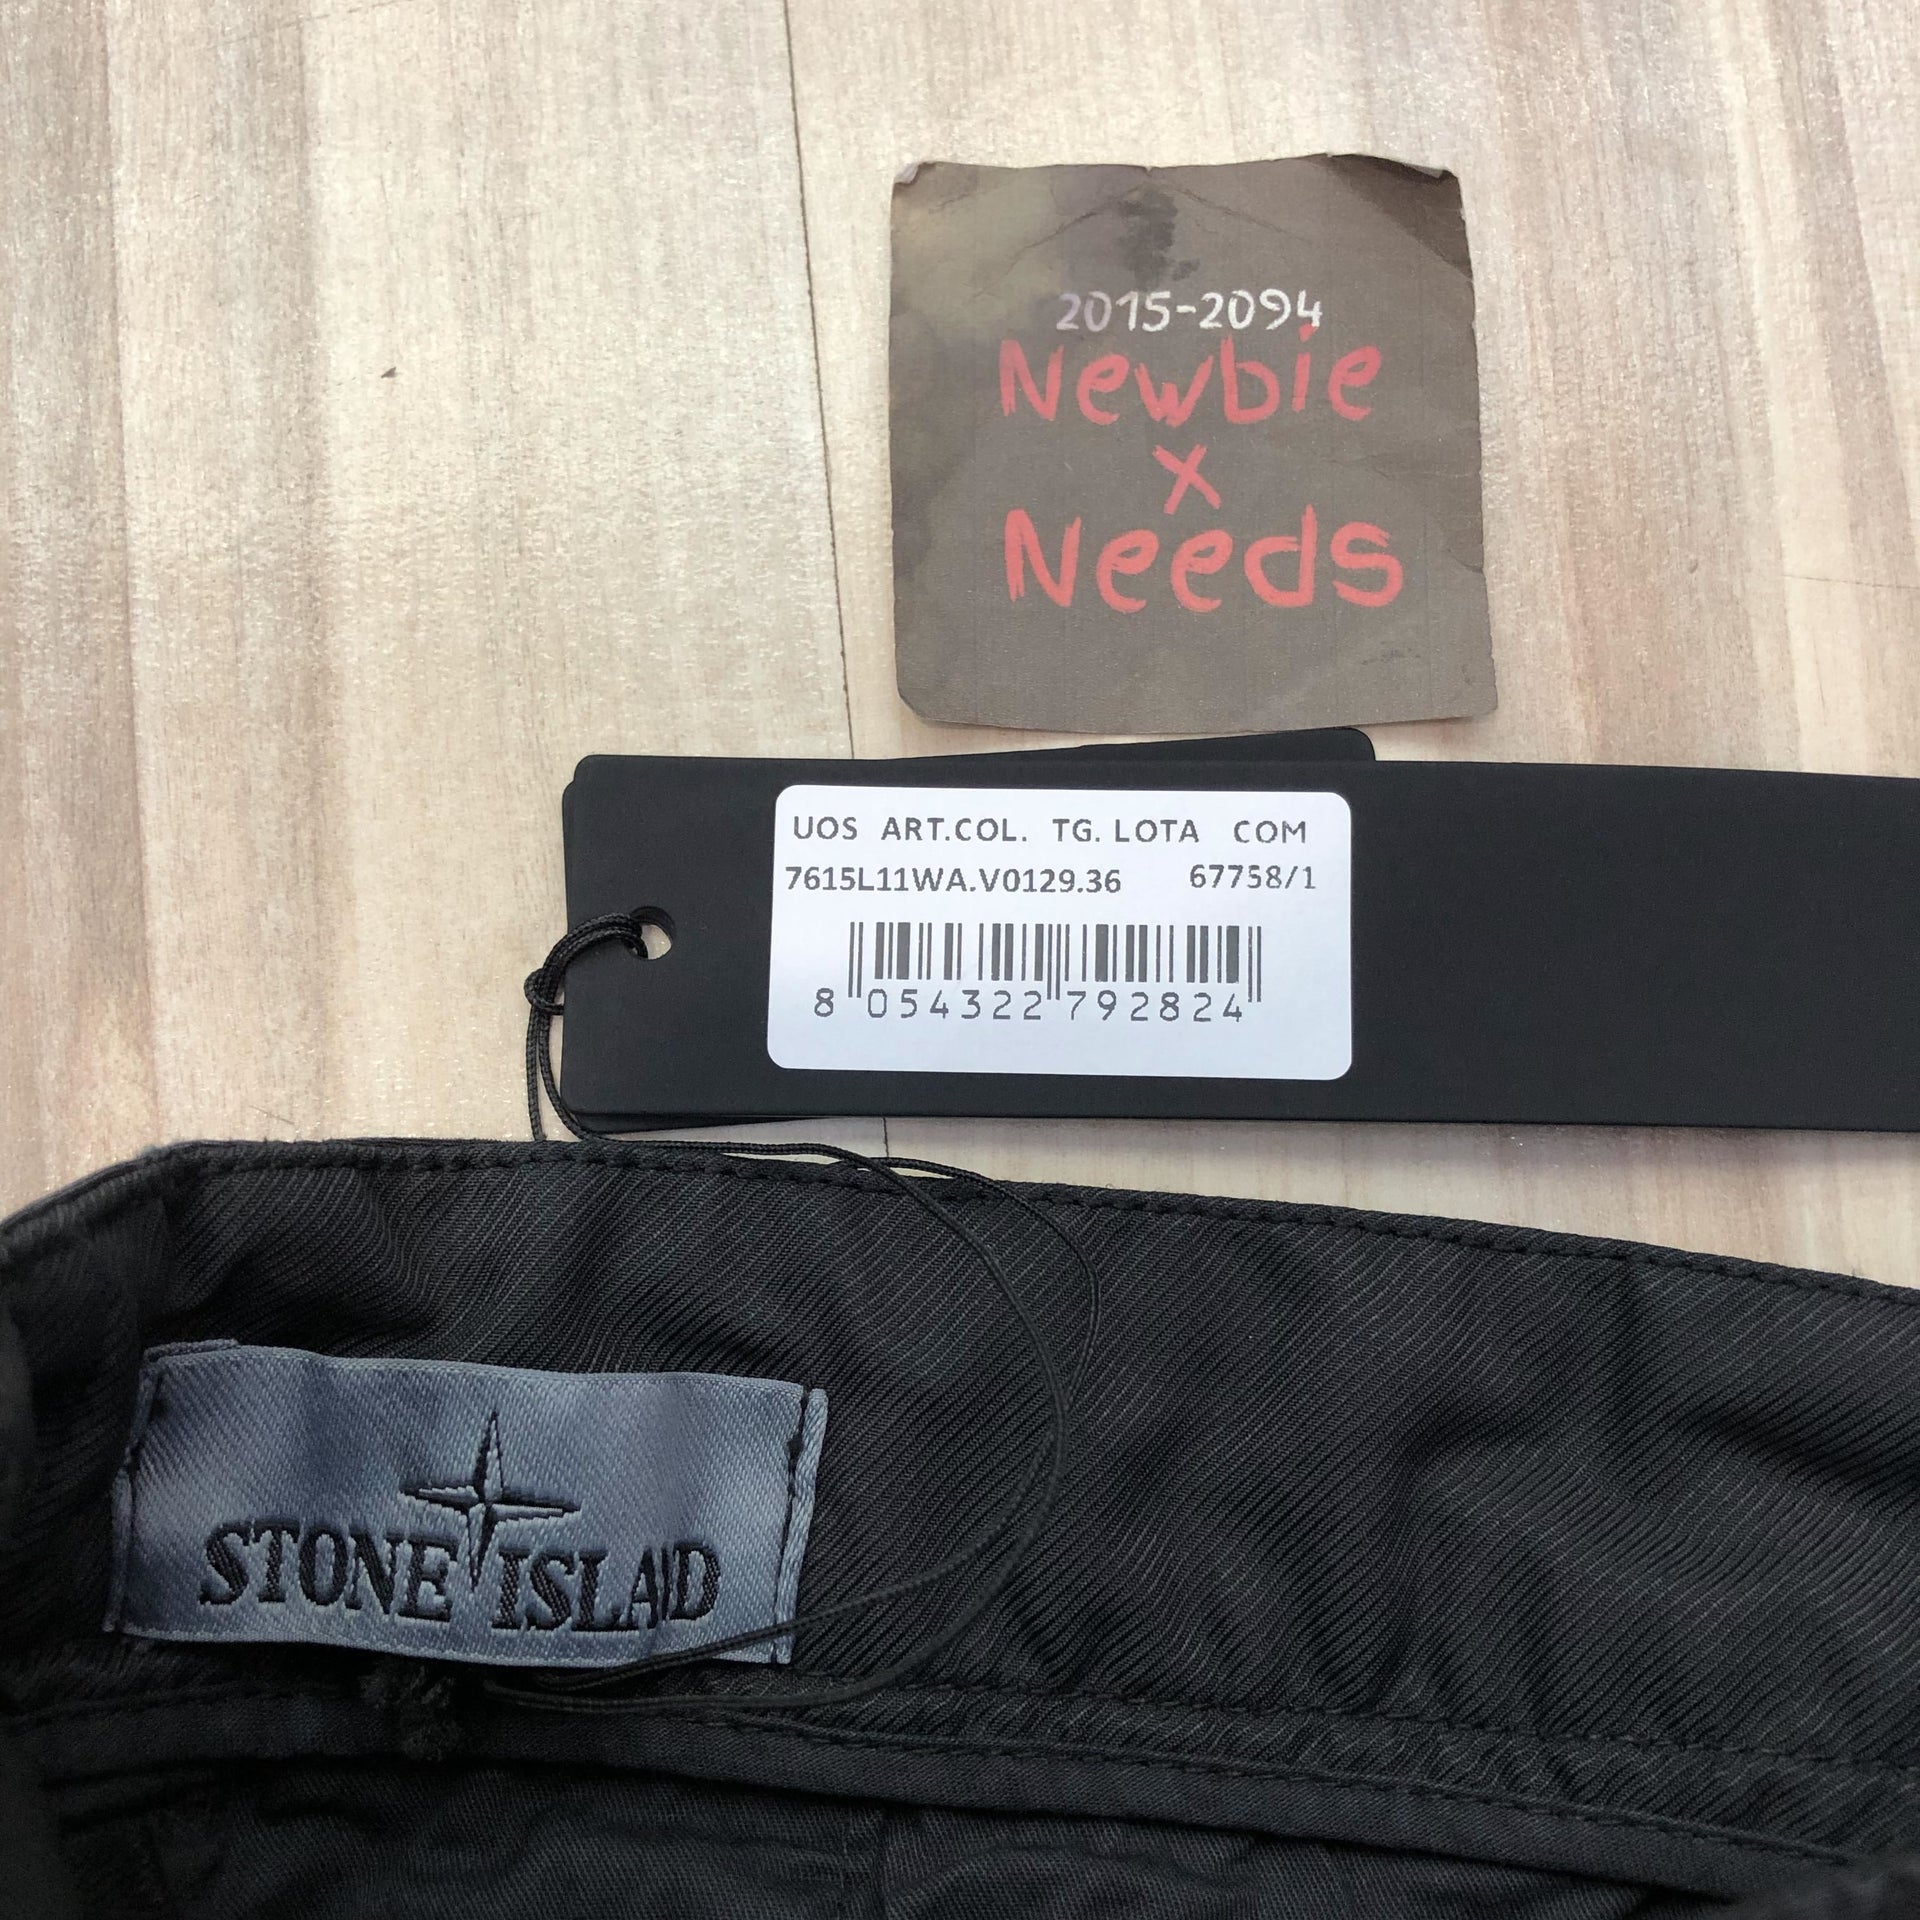 2015-2094
Newbie
x
Needs
UOS ART.COL. TG. LOTA COM
7615L11WA.V0129.36 67758/1
8 054322 792824
STONE ISLAND